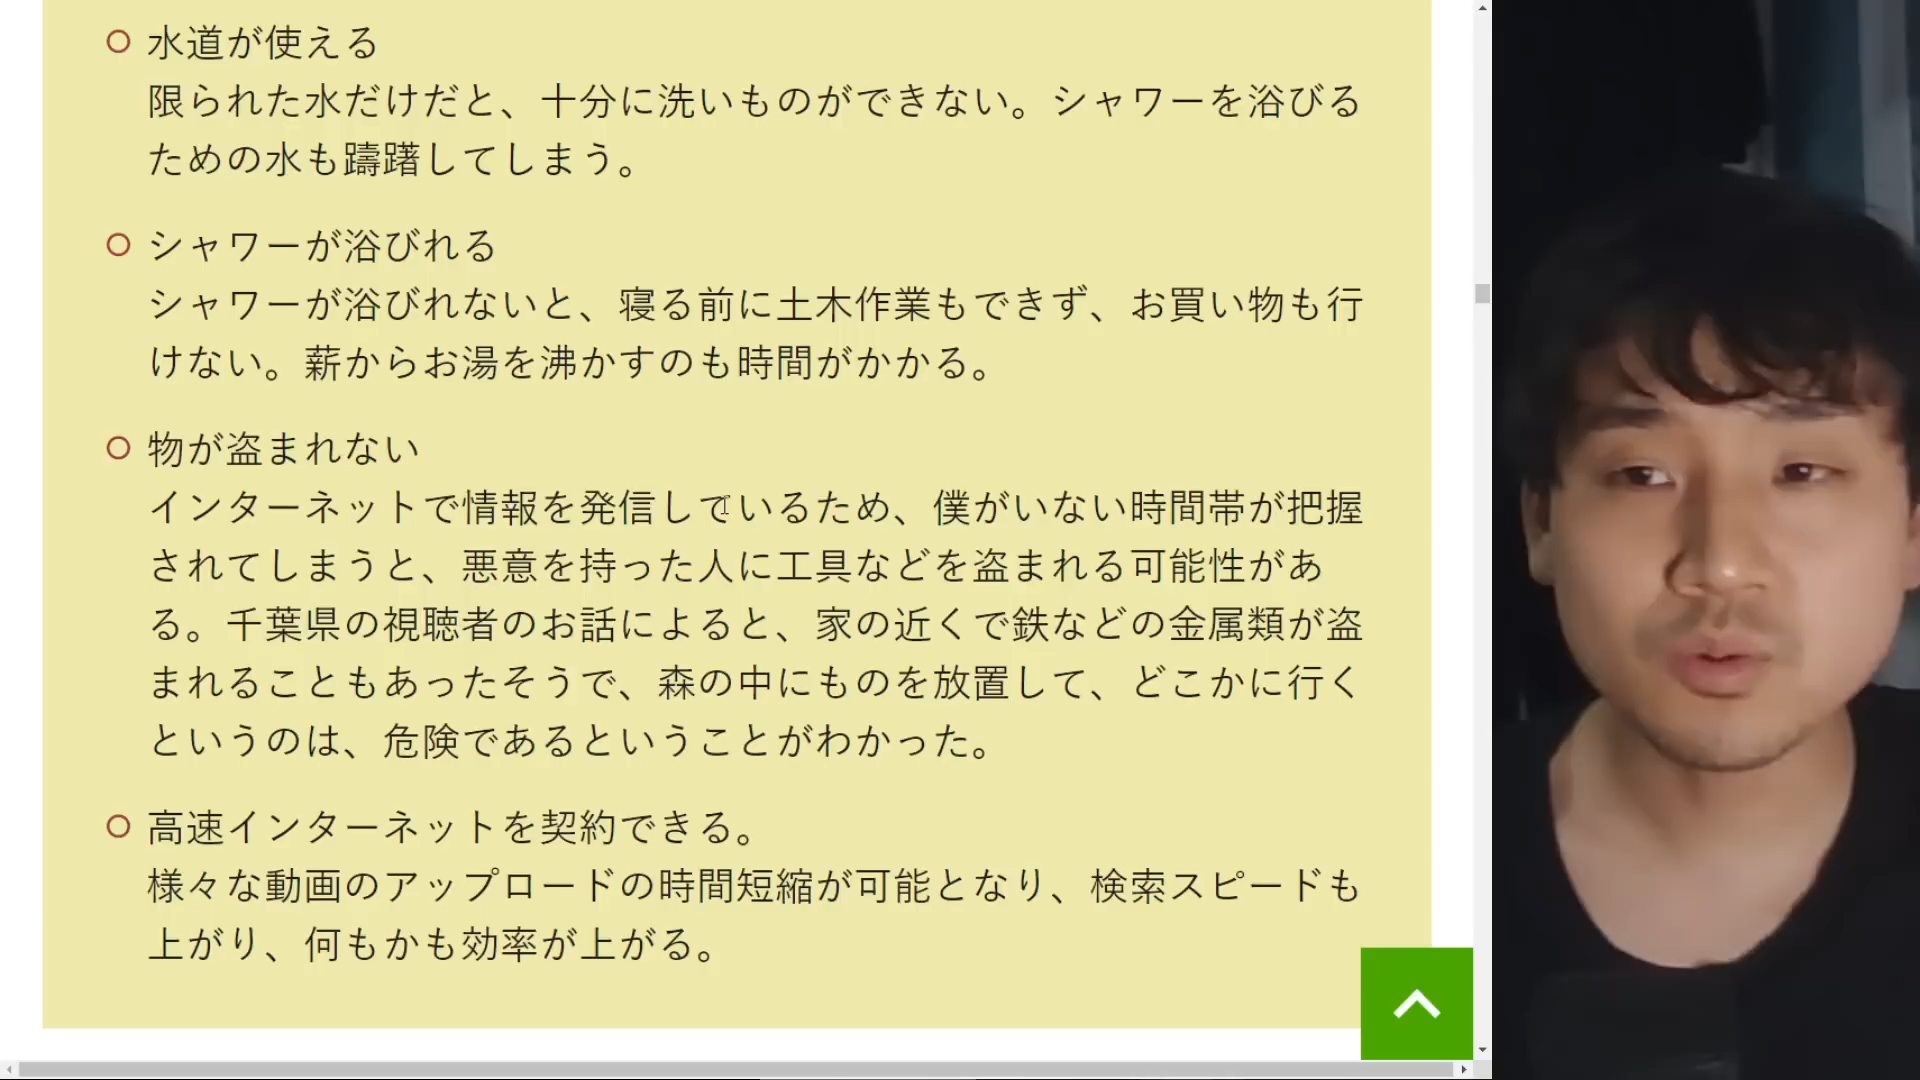 水道が使える
限られた水だけだと、十分に洗いものができない。シャワーを浴びる
ための水も躊躇してしまう。
シャワーが浴びれる
シャワーが浴びれないと、寝る前に土木作業もできず、お買い物も行
けない。薪からお湯を沸かすのも時間がかかる。
物が盗まれない
インターネットで情報を発信しているため、僕がいない時間帯が把握
されてしまうと、悪意を持った人に工具などを盗まれる可能性があ
る。千葉県の視聴者のお話によると、家の近くで鉄などの金属類が盗
まれることもあったそうで、森の中にものを放置して、どこかに行く
というのは、危険であるということがわかった。
高速インターネットを契約できる。
様々な動画のアップロードの時間短縮が可能となり、検索スピードも
上がり、何もかも効率が上がる。